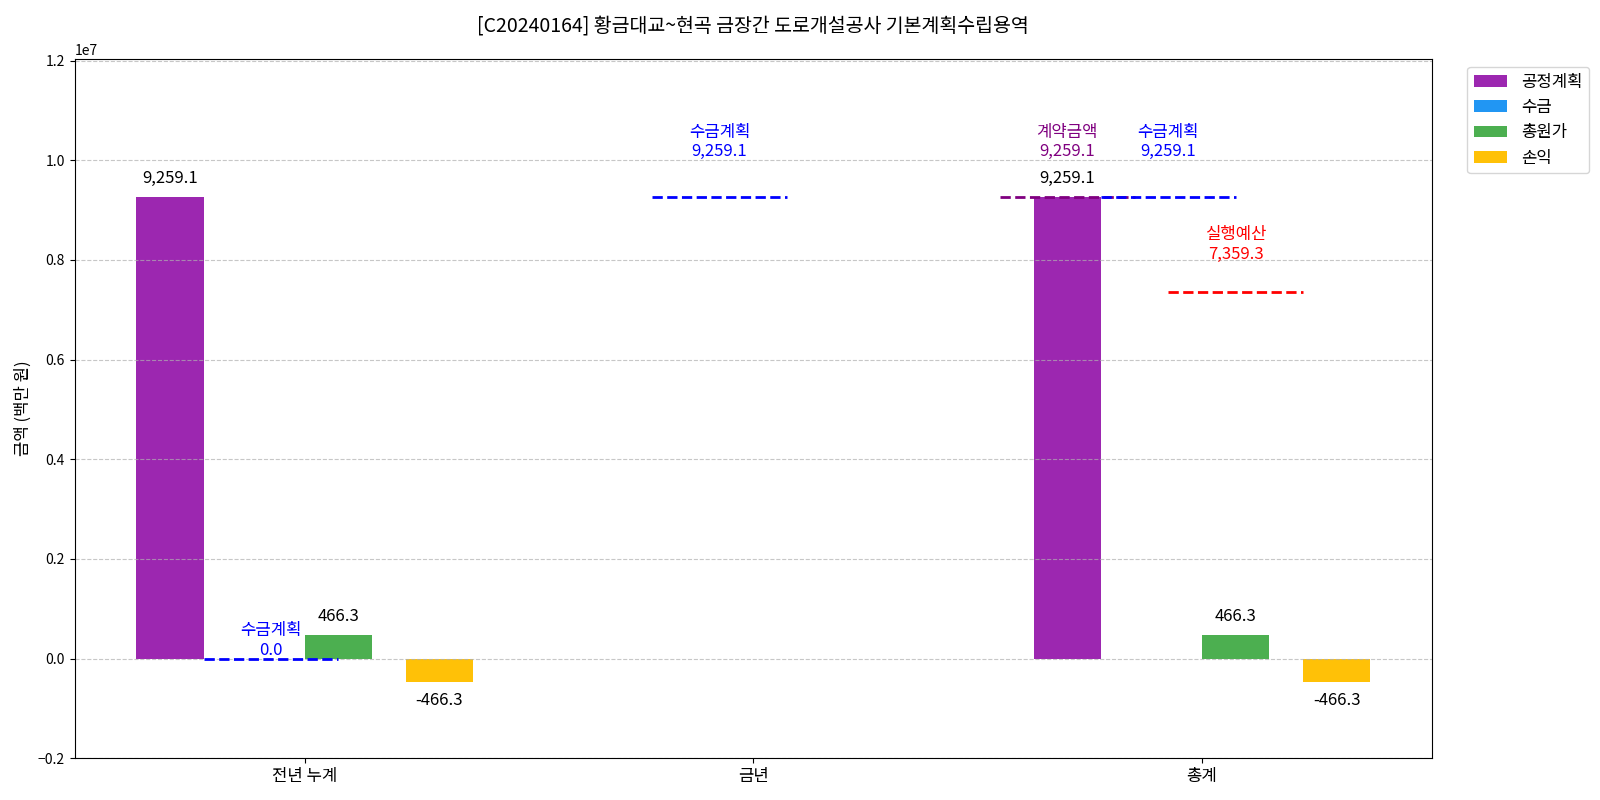 [C20240164] 황금대교~현곡 금장간 도로개설공사 기본계획수립용역
1e7
1.2
1.0
0.8
0.6
0.4
0.2
0.0
−0.2
금액 (백만 원)
9,259.1
수금계획
0.0
466.3
-466.3
수금계획
9,259.1
계약금액
9,259.1
9,259.1
수금계획
9,259.1
실행예산
7,359.3
466.3
-466.3
전년 누계
금년
총계
공정계획
수금
총원가
손익